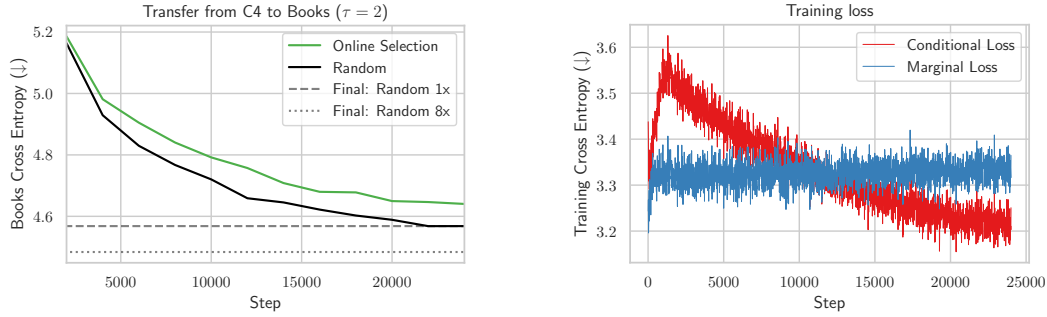 Transfer from C4 to Books (τ = 2)
Books Cross Entropy (↓)
5.2
5.0
4.8
4.6
5000
10000
15000
20000
Step
Online Selection
Random
Final: Random 1x
Final: Random 8x
Training loss
Training Cross Entropy (↓)
3.6
3.5
3.4
3.3
3.2
0
5000
10000
15000
20000
25000
Step
Conditional Loss
Marginal Loss